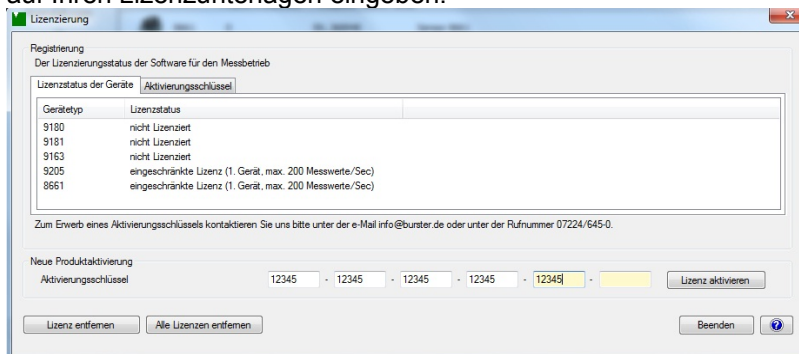 auf Ihren Lizenzunterlagen eingeben.
Lizenzierung
Registrierung
Der Lizenzierungsstatus der Software für den Messbetrieb
Lizenzstatus der Geräte Aktivierungsschlüssel
Gerätetyp Lizenzstatus
9180 nicht Lizenziert
9181 nicht Lizenziert
9163 nicht Lizenziert
9205 eingeschränkte Lizenz (1. Gerät, max. 200 Messwerte/Sec)
8661 eingeschränkte Lizenz (1. Gerät, max. 200 Messwerte/Sec)
Zum Erwerb eines Aktivierungsschlüssels kontaktieren Sie uns bitte unter der e-Mail info@burster.de oder unter der Rufnummer 07224/645-0.
Neue Produktaktivierung
Aktivierungsschlüssel 12345 - 12345 - 12345 - 12345 - 12345 - Lizenz aktivieren
Lizenz entfernen Alle Lizenzen entfernen Beenden ?